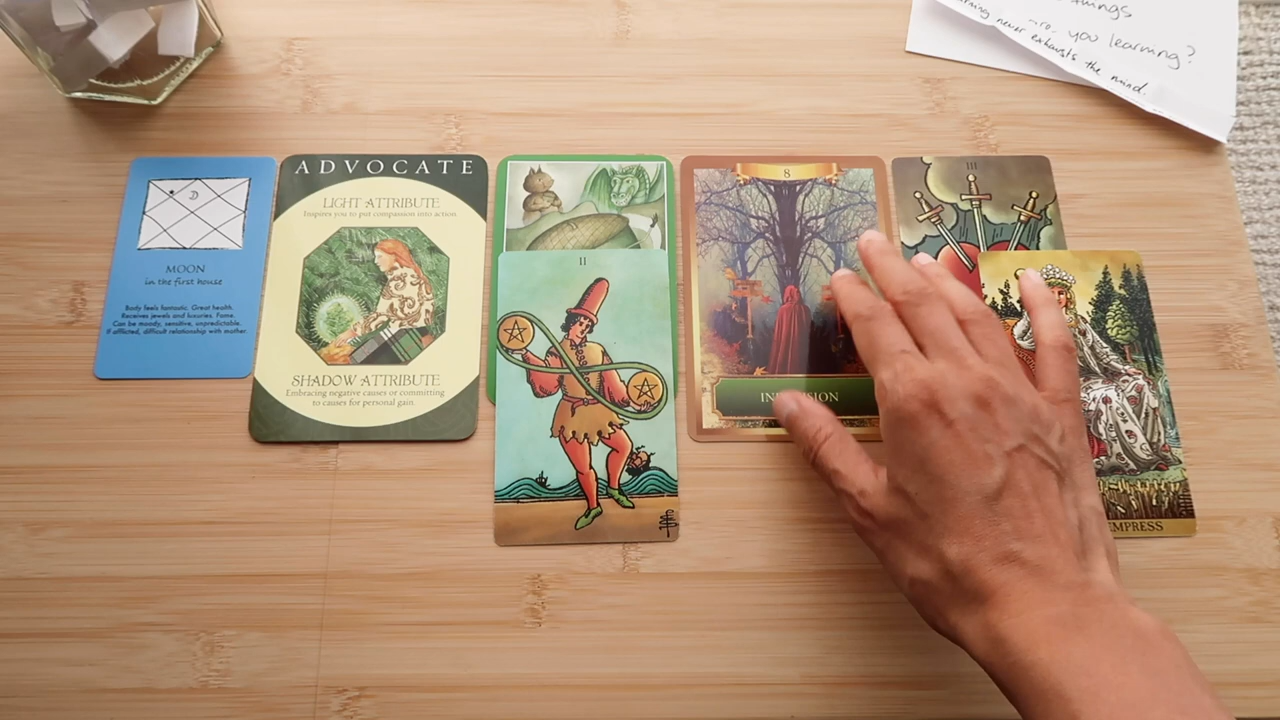 things
you learning?
learning never exhausts the mind.
MOON
in the first house
Body feels fantastic. Great health.
Receives jewels and luxuries. Fame.
Can be moody, sensitive, unpredictable.
If afflicted, difficult relationship with mother.
ADVOCATE
LIGHT ATTRIBUTE
Inspires you to put compassion into action.
SHADOW ATTRIBUTE
Embracing negative causes or committing
to causes for personal gain.
II
8
III
EMPRESS